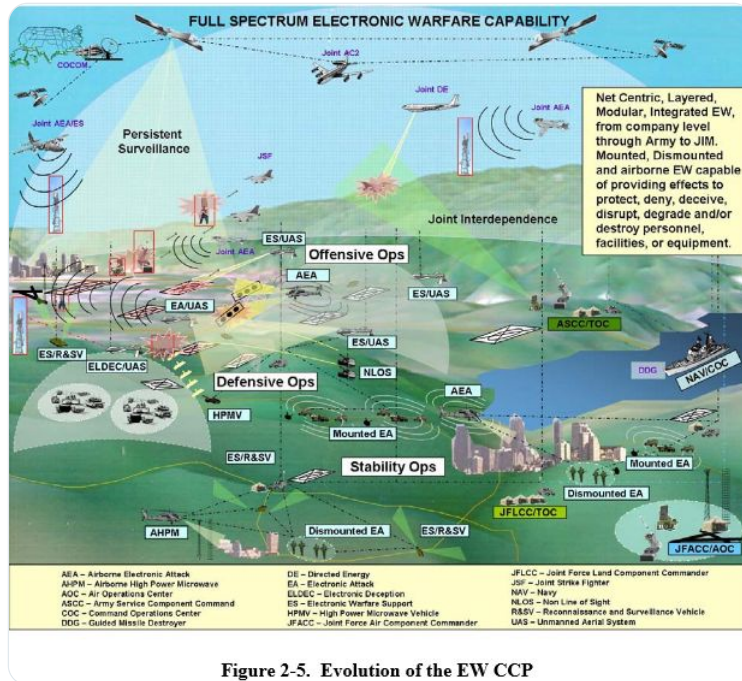 FULL SPECTRUM ELECTRONIC WARFARE CAPABILITY
COCOM
Joint AC2
Joint DE
Joint AEA
Joint AEA/ES
Persistent
Surveillance
JSF
Net Centric, Layered,
Modular, Integrated EW,
from company level
through Army to JIM.
Mounted, Dismounted
and airborne EW capable
of providing effects to
protect, deny, deceive,
disrupt, degrade and/or
destroy personnel,
facilities, or equipment.
Joint Interdependence
ES/UAS
Joint AEA
Offensive Ops
AEA
EA/UAS
ES/UAS
ASCC/TOC
ES/UAS
ES/R&SV
ELDEC/UAS
NLOS
DDG
NAV/COC
Defensive Ops
HPMV
AEA
Mounted EA
ES/R&SV
Stability Ops
Mounted EA
Dismounted EA
JFLCC/TOC
AHPM
Dismounted EA
ES/R&SV
JFACC/AOC
AEA – Airborne Electronic Attack
AHPM – Airborne High Power Microwave
AOC – Air Operations Center
ASCC – Army Service Component Command
COC – Command Operations Center
DDG – Guided Missile Destroyer
DE – Directed Energy
EA – Electronic Attack
ELDEC – Electronic Deception
ES – Electronic Warfare Support
HPMV – High Power Microwave Vehicle
JFACC – Joint Force Air Component Commander
JFLCC – Joint Force Land Component Commander
JSF – Joint Strike Fighter
NAV – Navy
NLOS – Non Line of Sight
R&SV – Reconnaissance and Surveillance Vehicle
UAS – Unmanned Aerial System
Figure 2-5. Evolution of the EW CCP